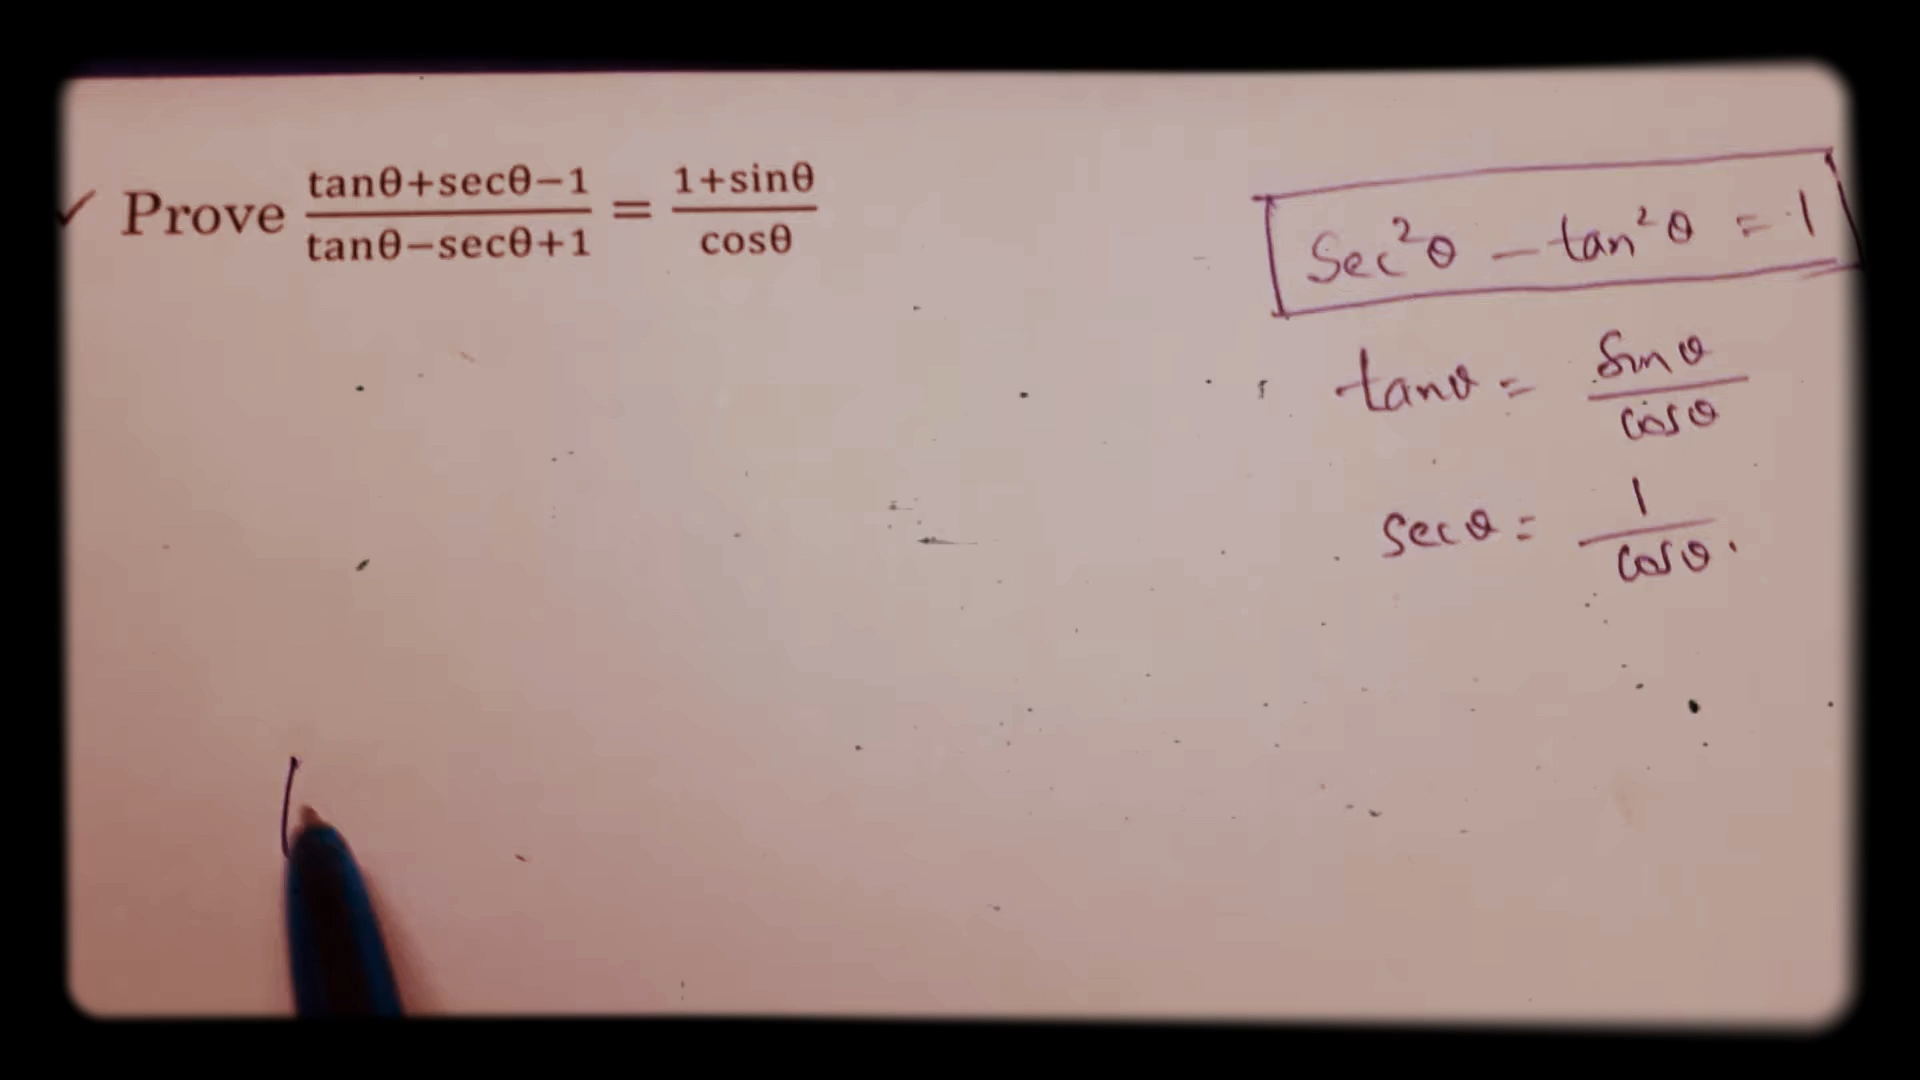 ✓ Prove (tanθ+secθ−1)/(tanθ−secθ+1) = (1+sinθ)/cosθ
Sec²θ − tan²θ = 1
tanθ = Sinθ/cosθ
secθ = 1/cosθ.